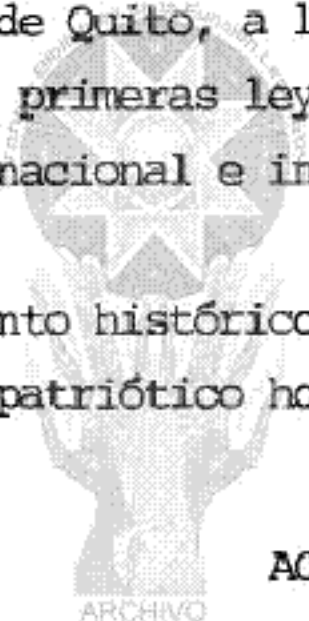 de Quito, a l
primeras ley
nacional e in
nto histórico
patriótico ho
AC
ARCHIVO